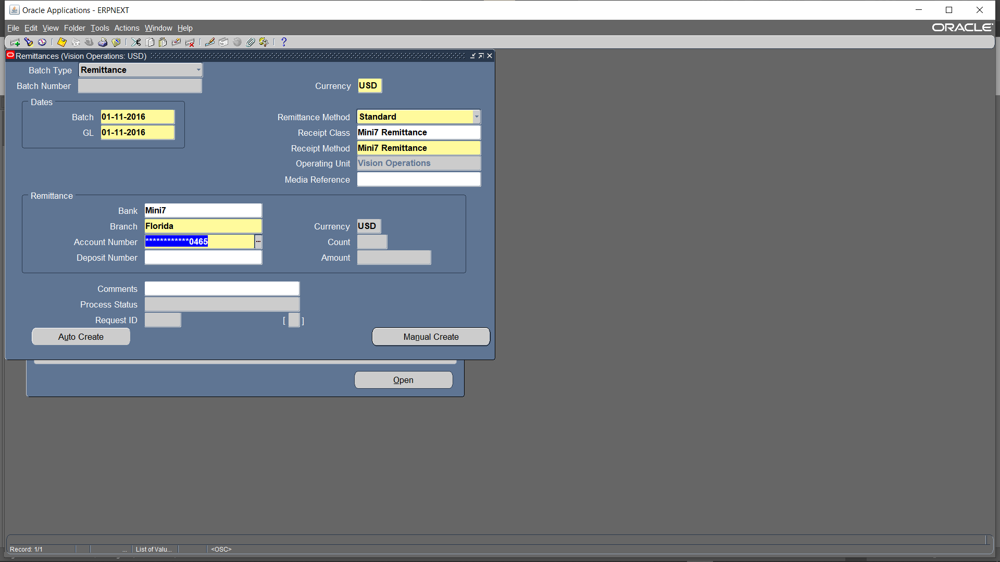 Oracle Applications - ERPNEXT
File Edit View Folder Tools Actions Window Help
ORACLE
Remittances (Vision Operations: USD)
Batch Type Remittance
Batch Number
Currency USD
Dates
Batch 01-11-2016
GL 01-11-2016
Remittance Method Standard
Receipt Class Mini7 Remittance
Receipt Method Mini7 Remittance
Operating Unit Vision Operations
Media Reference
Remittance
Bank Mini7
Branch Florida
Currency USD
Account Number ************0465
Count
Deposit Number
Amount
Comments
Process Status
Request ID
[ ]
Auto Create
Manual Create
Open
Record: 1/1
...
List of Valu...
<OSC>